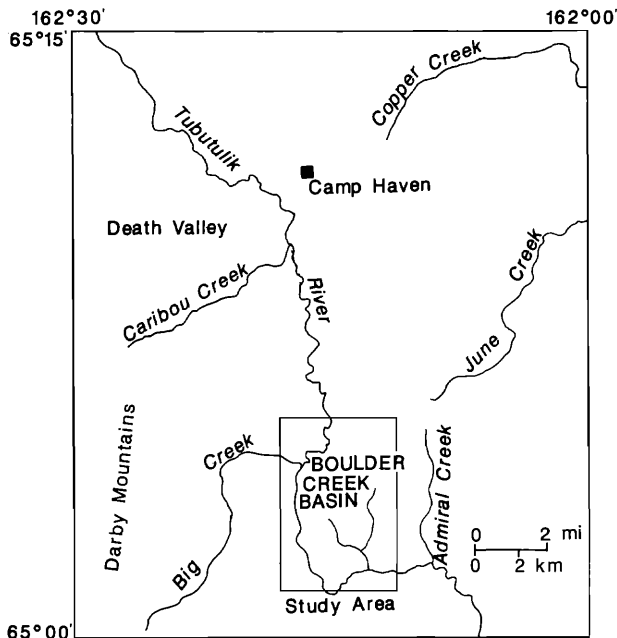 162°30'
162°00'
65°15'
Copper Creek
Tubutulik
Camp Haven
Death Valley
Creek
Caribou Creek
River
June
Darby Mountains
Creek
BOULDER
CREEK
BASIN
Admiral Creek
0 2 mi
0 2 km
Big
Study Area
65°00'